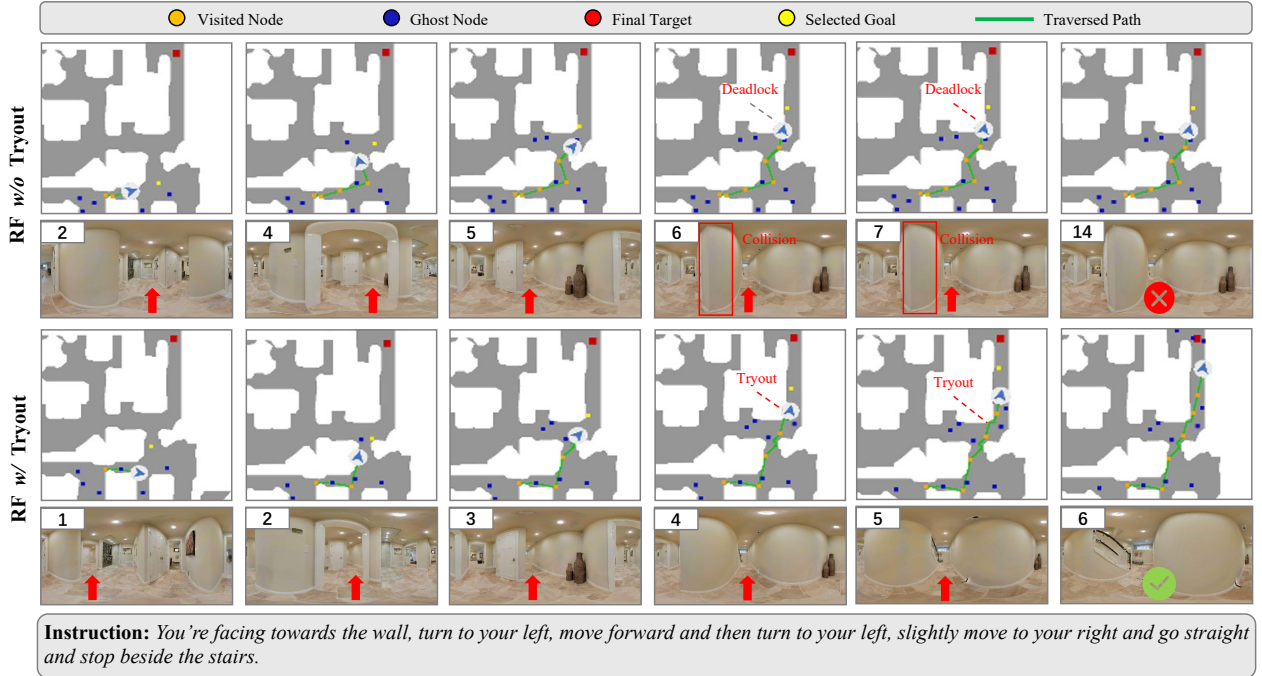 Visited Node
Ghost Node
Final Target
Selected Goal
Traversed Path
RF w/o Tryout
Deadlock
Deadlock
2
4
5
6
Collision
7
Collision
14
RF w/ Tryout
Tryout
Tryout
1
2
3
4
5
6
Instruction: You're facing towards the wall, turn to your left, move forward and then turn to your left, slightly move to your right and go straight
and stop beside the stairs.